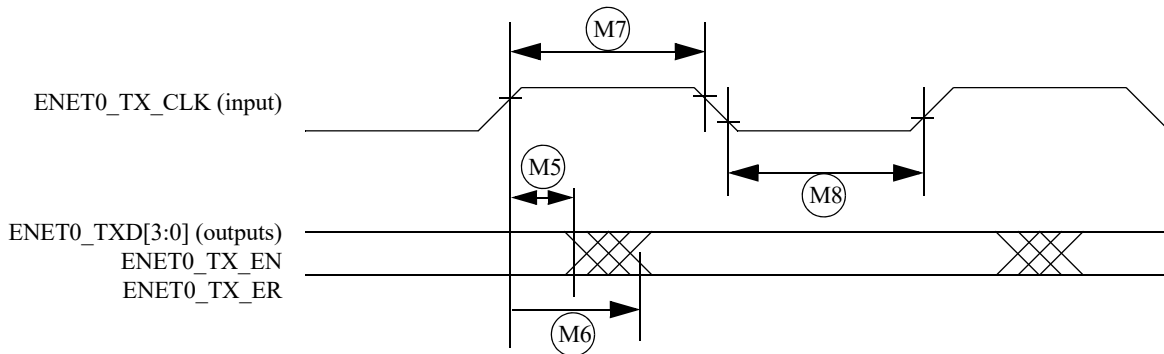 M7
ENET0_TX_CLK (input)
M5
M8
ENET0_TXD[3:0] (outputs)
ENET0_TX_EN
ENET0_TX_ER
M6